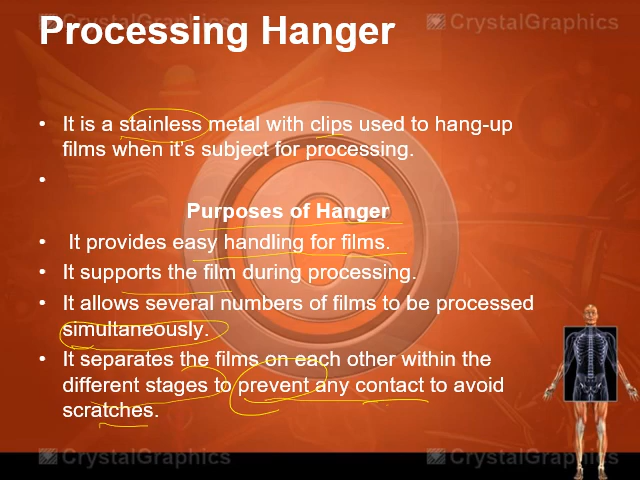 CrystalGraphics
Processing Hanger
• It is a stainless metal with clips used to hang-up
films when it's subject for processing.
•
Purposes of Hanger
• It provides easy handling for films.
• It supports the film during processing.
• It allows several numbers of films to be processed
simultaneously.
• It separates the films on each other within the
different stages to prevent any contact to avoid
scratches.
CrystalGraphics CrystalGraphics